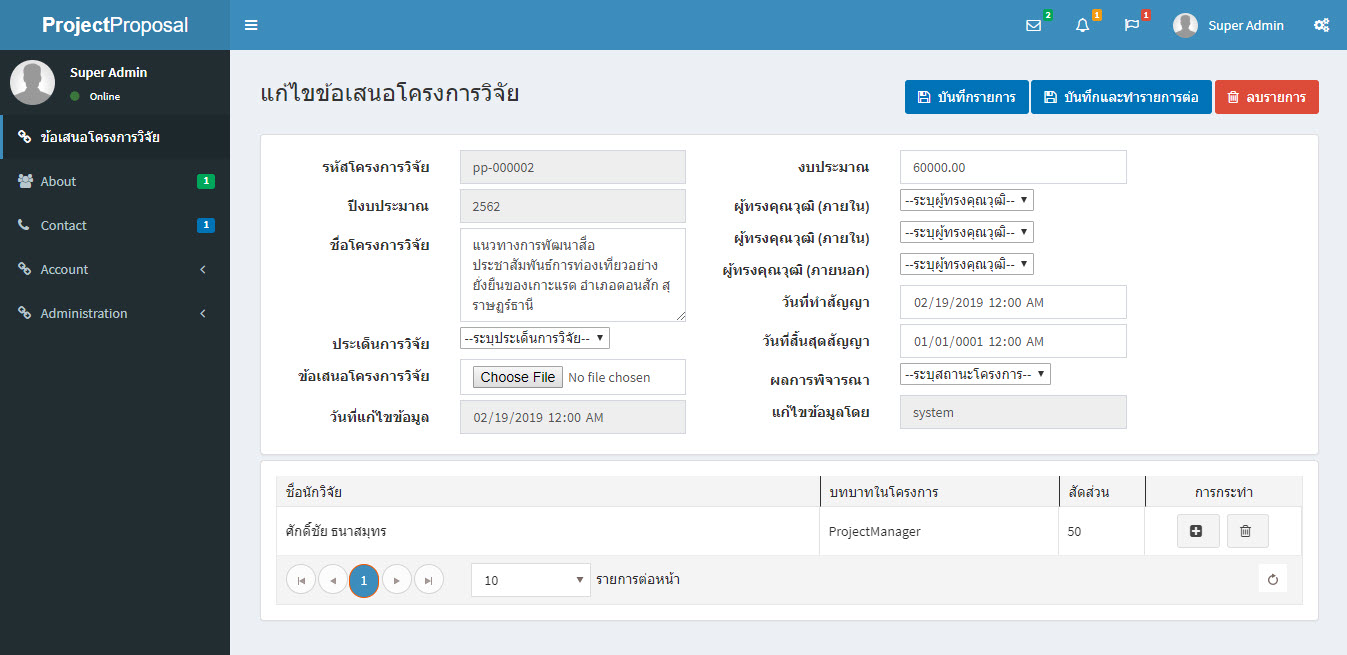 ProjectProposal
2
1
1
Super Admin
Super Admin
Online
ข้อเสนอโครงการวิจัย
About
1
Contact
1
Account
Administration
แก้ไขข้อเสนอโครงการวิจัย
บันทึกรายการ
บันทึกและทำรายการต่อ
ลบรายการ
รหัสโครงการวิจัย
pp-000002
ปีงบประมาณ
2562
ชื่อโครงการวิจัย
แนวทางการพัฒนาสื่อ
ประชาสัมพันธ์การท่องเที่ยวอย่าง
ยั่งยืนของเกาะแรด อำเภอดอนสัก สุ
ราษฎร์ธานี
ประเด็นการวิจัย
--ระบุประเด็นการวิจัย--
ข้อเสนอโครงการวิจัย
Choose File No file chosen
วันที่แก้ไขข้อมูล
02/19/2019 12:00 AM
งบประมาณ
60000.00
ผู้ทรงคุณวุฒิ (ภายใน)
--ระบุผู้ทรงคุณวุฒิ--
ผู้ทรงคุณวุฒิ (ภายใน)
--ระบุผู้ทรงคุณวุฒิ--
ผู้ทรงคุณวุฒิ (ภายนอก)
--ระบุผู้ทรงคุณวุฒิ--
วันที่ทำสัญญา
02/19/2019 12:00 AM
วันที่สิ้นสุดสัญญา
01/01/0001 12:00 AM
ผลการพิจารณา
--ระบุสถานะโครงการ--
แก้ไขข้อมูลโดย
system
ชื่อนักวิจัย
บทบาทในโครงการ
สัดส่วน
การกระทำ
ศักดิ์ชัย ธนาสมุทร
ProjectManager
50
1
10
รายการต่อหน้า